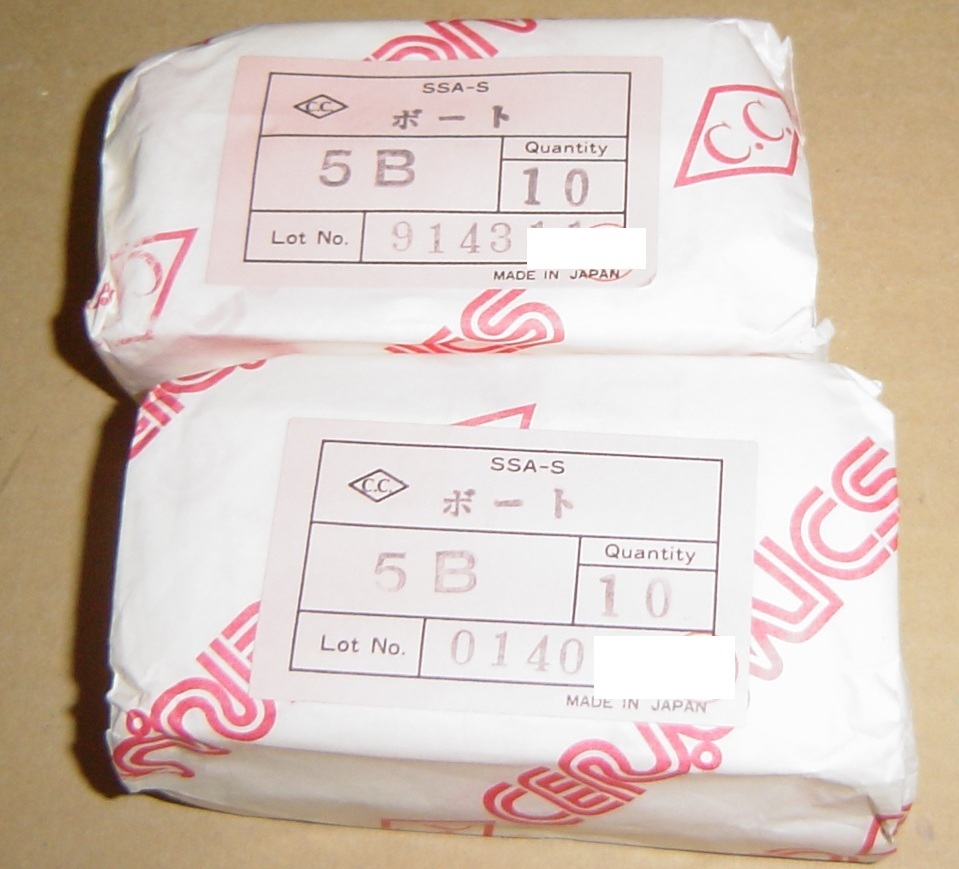 C.C.
SSA-S
ボート
5B
Quantity
10
Lot No.
9143
MADE IN JAPAN
C.C.
C.C.
SSA-S
ボート
5B
Quantity
10
Lot No.
0140
MADE IN JAPAN